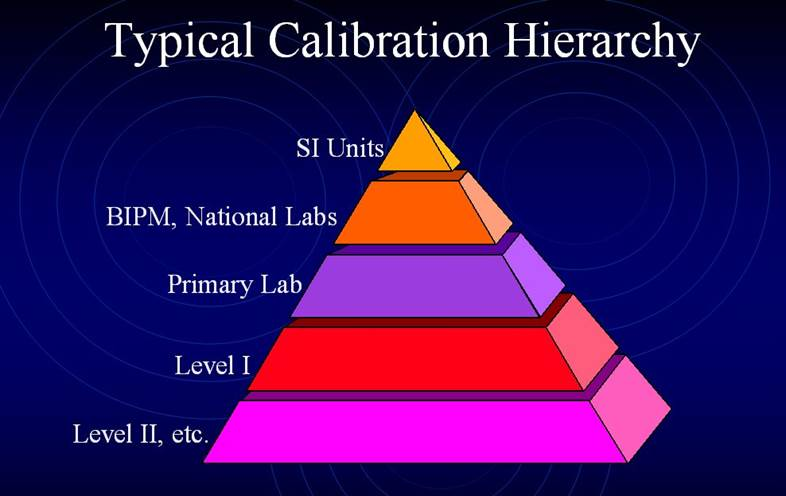 Typical Calibration Hierarchy
SI Units
BIPM, National Labs
Primary Lab
Level I
Level II, etc.